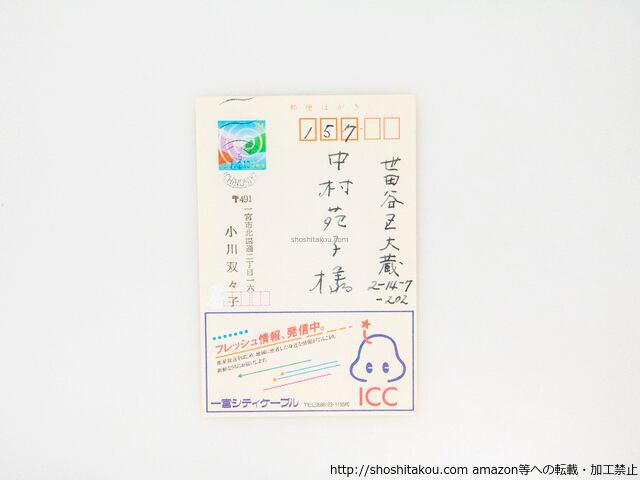 郵便はがき
157
世田谷区大蔵
2-14-7
-202
中村苑子様
〒491
一宮市北園通二丁目一六
小川双々子
shoshitakou.com
フレッシュ情報、発信中。
一宮シティケーブル
ICC
http://shoshitakou.com amazon等への転載・加工禁止